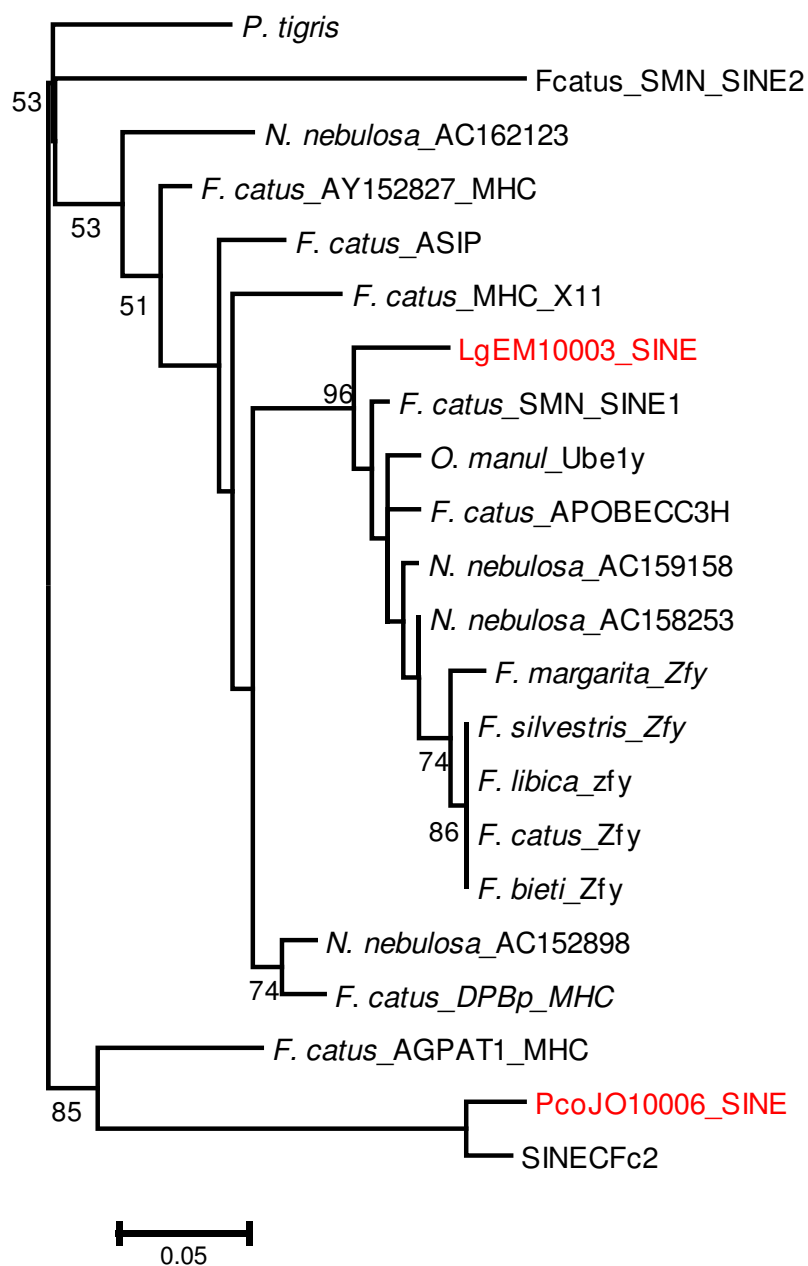 P. tigris
Fcatus_SMN_SINE2
53
N. nebulosa_AC162123
F. catus_AY152827_MHC
53
F. catus_ASIP
F. catus_MHC_X11
51
LgEM10003_SINE
96
F. catus_SMN_SINE1
O. manul_Ube1y
F. catus_APOBECC3H
N. nebulosa_AC159158
N. nebulosa_AC158253
F. margarita_Zfy
F. silvestris_Zfy
74
F. libica_zfy
F. catus_Zfy
86
F. bieti_Zfy
N. nebulosa_AC152898
74
F. catus_DPBp_MHC
F. catus_AGPAT1_MHC
PcoJO10006_SINE
85
SINECFc2
0.05